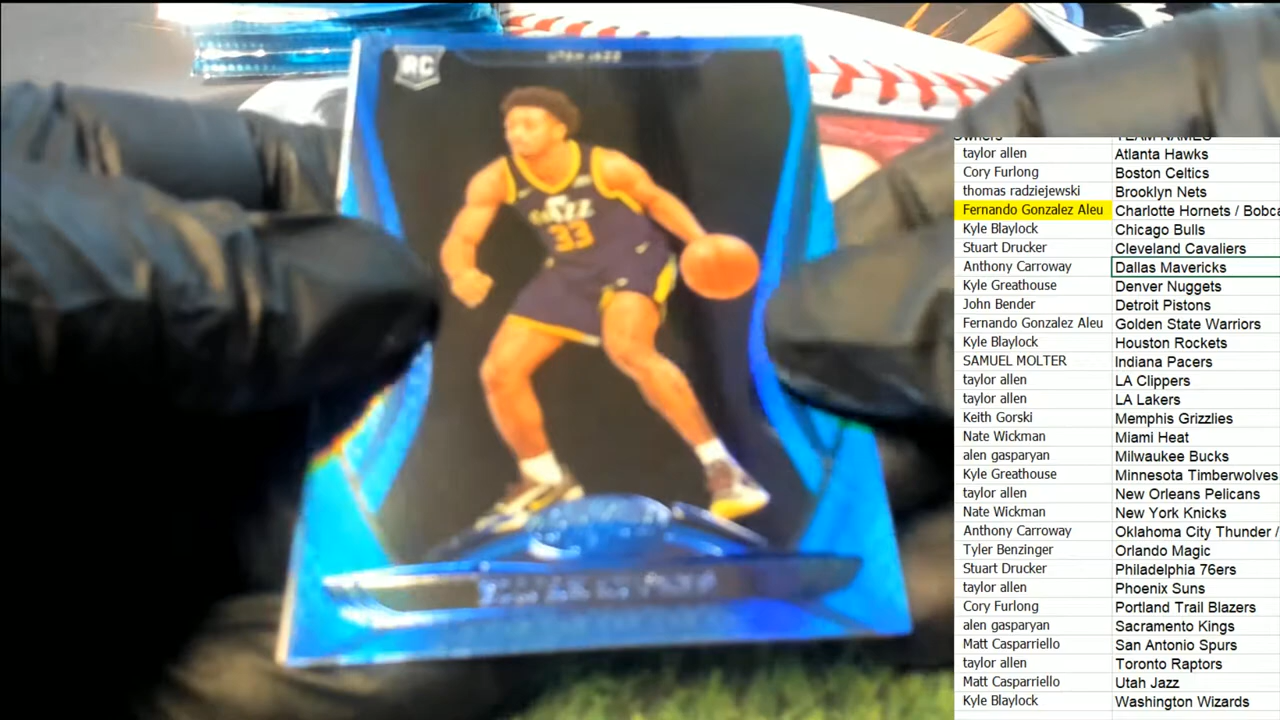 RC
UTAH JAZZ
JAZZ
33
taylor allen Atlanta Hawks
Cory Furlong Boston Celtics
thomas radziejewski Brooklyn Nets
Fernando Gonzalez Aleu Charlotte Hornets / Bobca
Kyle Blaylock Chicago Bulls
Stuart Drucker Cleveland Cavaliers
Anthony Carroway Dallas Mavericks
Kyle Greathouse Denver Nuggets
John Bender Detroit Pistons
Fernando Gonzalez Aleu Golden State Warriors
Kyle Blaylock Houston Rockets
SAMUEL MOLTER Indiana Pacers
taylor allen LA Clippers
taylor allen LA Lakers
Keith Gorski Memphis Grizzlies
Nate Wickman Miami Heat
alen gasparyan Milwaukee Bucks
Kyle Greathouse Minnesota Timberwolves
taylor allen New Orleans Pelicans
Nate Wickman New York Knicks
Anthony Carroway Oklahoma City Thunder /
Tyler Benzinger Orlando Magic
Stuart Drucker Philadelphia 76ers
taylor allen Phoenix Suns
Cory Furlong Portland Trail Blazers
alen gasparyan Sacramento Kings
Matt Casparriello San Antonio Spurs
taylor allen Toronto Raptors
Matt Casparriello Utah Jazz
Kyle Blaylock Washington Wizards